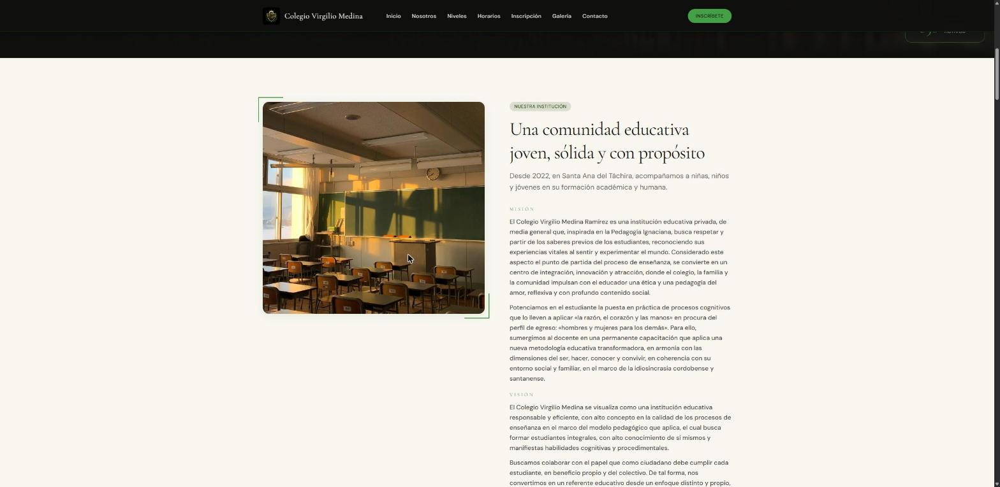 Colegio Virgilio Medina
Inicio
Nosotros
Niveles
Horarios
Inscripción
Galería
Contacto
INSCRÍBETE
NUESTRA INSTITUCIÓN
Una comunidad educativa
joven, sólida y con propósito
Desde 2022, en Santa Ana del Táchira, acompañamos a niñas, niños
y jóvenes en su formación académica y humana.
MISIÓN
El Colegio Virgilio Medina Ramírez es una institución educativa privada, de
media general que, inspirada en la Pedagogía Ignaciana, busca respetar y
partir de los saberes previos de los estudiantes, reconociendo sus
experiencias vitales al sentir y experimentar el mundo. Considerado este
aspecto el punto de partida del proceso de enseñanza, se convierte en un
centro de integración, innovación y atracción, donde el colegio, la familia y
la comunidad impulsan con el educador una ética y una pedagogía del
amor, reflexiva y con profundo contenido social.
Potenciamos en el estudiante la puesta en práctica de procesos cognitivos
que lo lleven a aplicar «la razón, el corazón y las manos» en procura del
perfil de egreso: «hombres y mujeres para los demás». Para ello,
sumergimos al docente en una permanente capacitación que aplica una
nueva metodología educativa transformadora, en armonía con las
dimensiones del ser, hacer, conocer y convivir, en coherencia con su
entorno social y familiar, en el marco de la idiosincrasia cordobense y
santanense.
VISIÓN
El Colegio Virgilio Medina se visualiza como una institución educativa
responsable y eficiente, con alto concepto en la calidad de los procesos de
enseñanza en el marco del modelo pedagógico que aplica, el cual busca
formar estudiantes integrales, con alto conocimiento de sí mismos y
manifiestas habilidades cognitivas y procedimentales.
Buscamos colaborar con el papel que como ciudadano debe cumplir cada
estudiante, en beneficio propio y del colectivo. De tal forma, nos
convertimos en un referente educativo desde un enfoque distinto y propio,